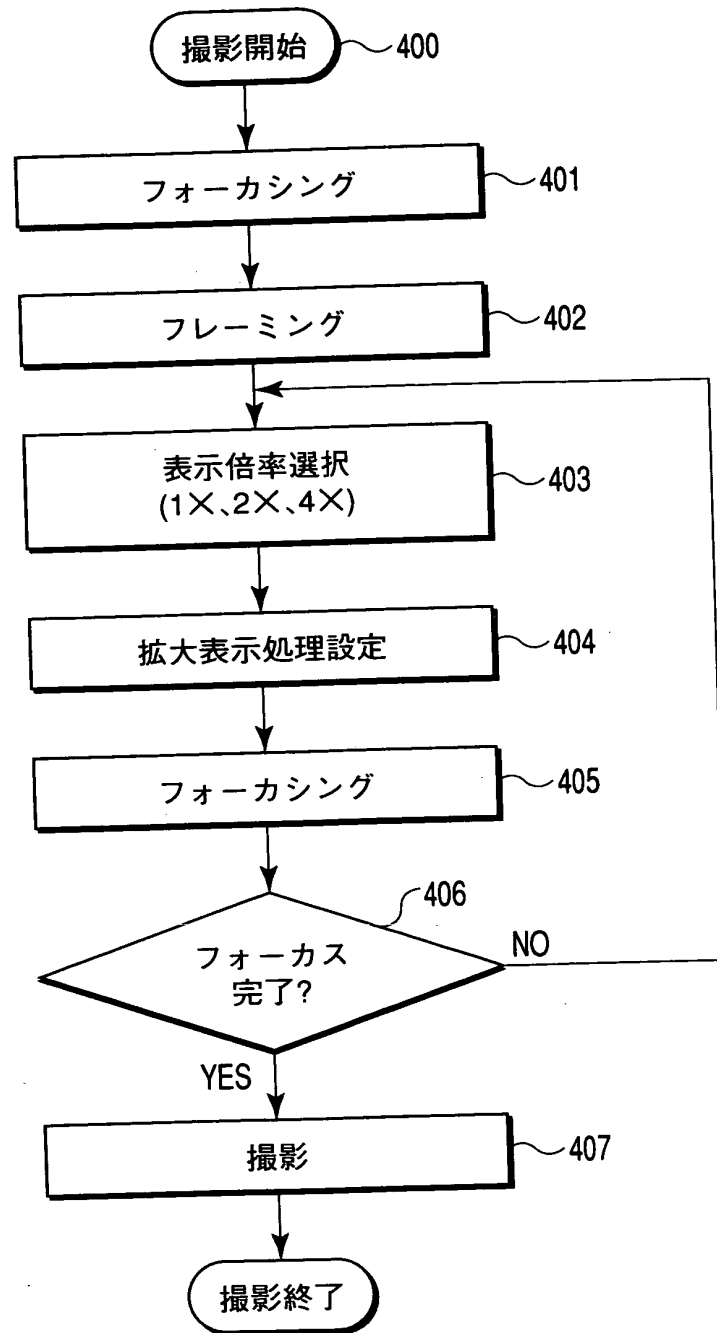 撮影開始
400
フォーカシング
401
フレーミング
402
表示倍率選択
(1×、2×、4×)
403
拡大表示処理設定
404
フォーカシング
405
406
フォーカス
完了?
NO
YES
撮影
407
撮影終了